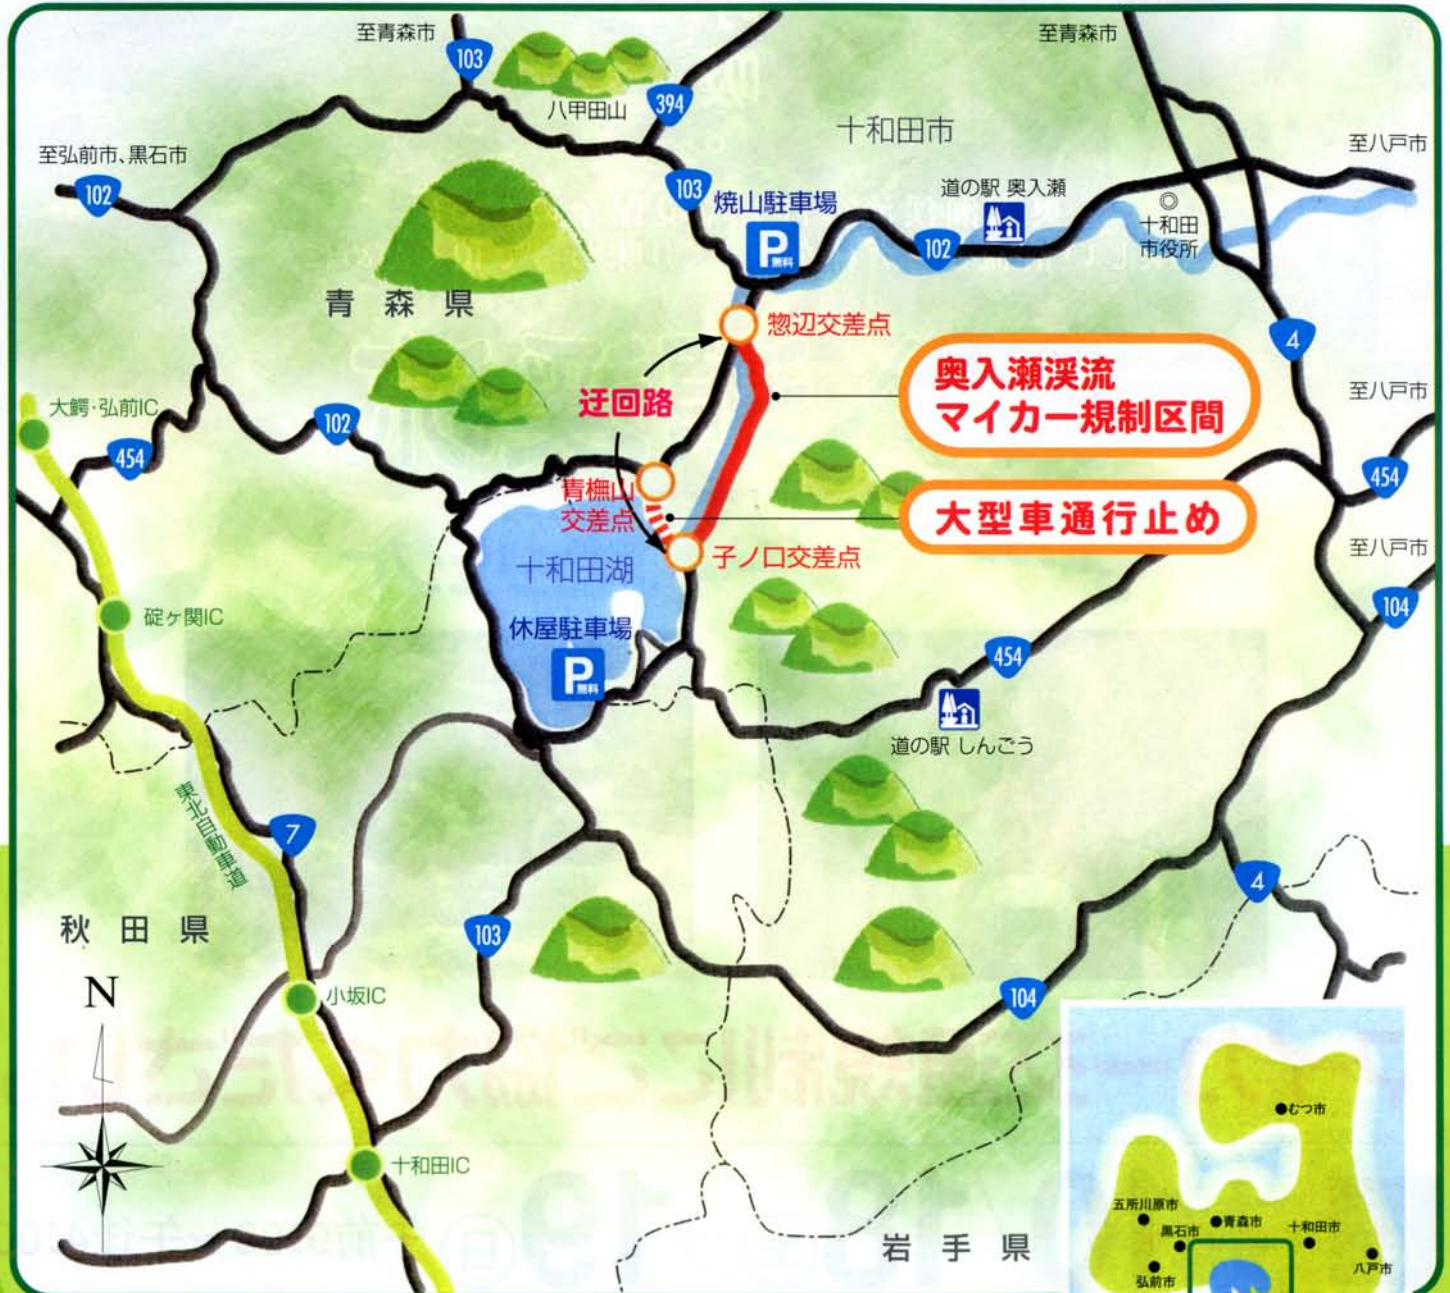 至青森市
103
八甲田山
394
至青森市
十和田市
至弘前市、黒石市
102
103
焼山駐車場
P
無料
道の駅 奥入瀬
102
十和田
市役所
至八戸市
青森県
惣辺交差点
4
迂回路
奥入瀬渓流
マイカー規制区間
至八戸市
大鰐・弘前IC
454
102
454
青橅山
交差点
大型車通行止め
子ノ口交差点
十和田湖
至八戸市
104
碇ヶ関IC
休屋駐車場
P
無料
454
道の駅 しんごう
東北自動車道
7
秋田県
103
4
N
小坂IC
104
十和田IC
岩手県
むつ市
五所川原市
青森市
黒石市
十和田市
弘前市
八戸市